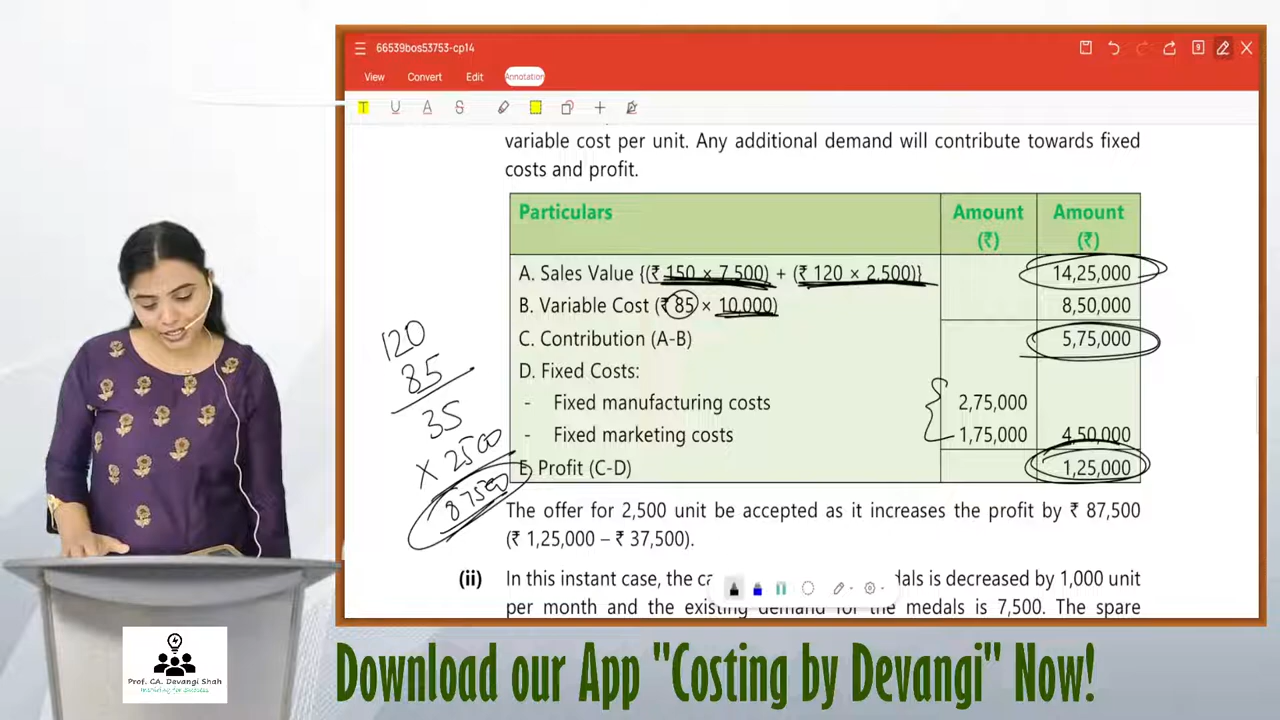 66539bos53753-cp14
View Convert Edit Annotation
T U A S
variable cost per unit. Any additional demand will contribute towards fixed
costs and profit.
Particulars Amount (₹) Amount (₹)
A. Sales Value {(₹ 150 × 7,500) + (₹ 120 × 2,500)} 14,25,000
B. Variable Cost (₹ 85 × 10,000) 8,50,000
C. Contribution (A-B) 5,75,000
D. Fixed Costs:
- Fixed manufacturing costs 2,75,000
- Fixed marketing costs 1,75,000 4,50,000
E. Profit (C-D) 1,25,000
120
85
35
× 2500
87500
The offer for 2,500 unit be accepted as it increases the profit by ₹ 87,500
(₹ 1,25,000 – ₹ 37,500).
(ii) In this instant case, the ca dals is decreased by 1,000 unit
per month and the existing demand for the medals is 7,500. The spare
Prof. CA. Devangi Shah
Inspiring for Success
Download our App "Costing by Devangi" Now!